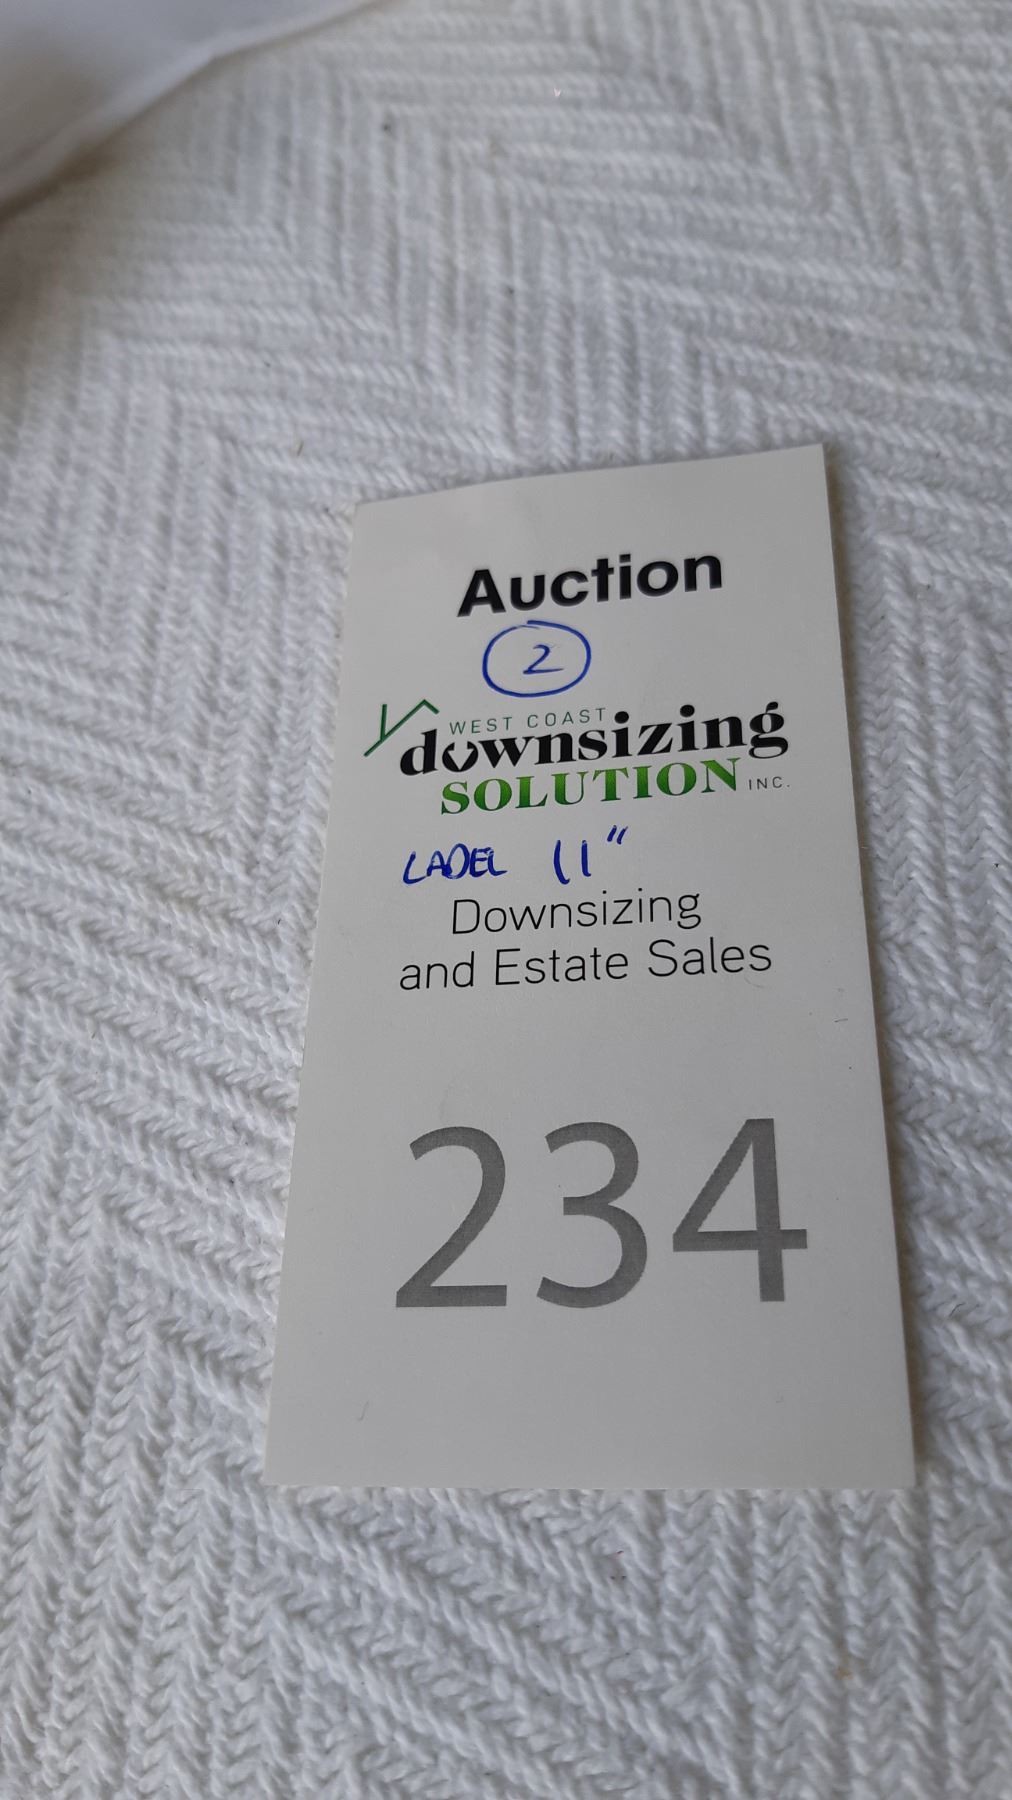 Auction
2
WEST COAST
downsizing
SOLUTION INC.
LADEL 11"
Downsizing
and Estate Sales
234